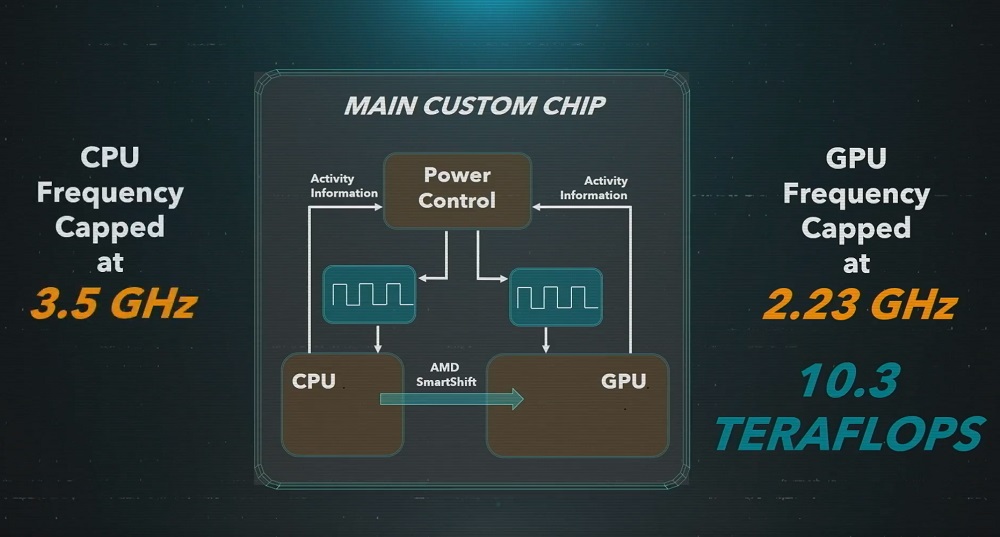 MAIN CUSTOM CHIP
CPU
Frequency
Capped
at
3.5 GHz
Activity
Information
Power
Control
Activity
Information
CPU
AMD
SmartShift
GPU
GPU
Frequency
Capped
at
2.23 GHz
10.3
TERAFLOPS